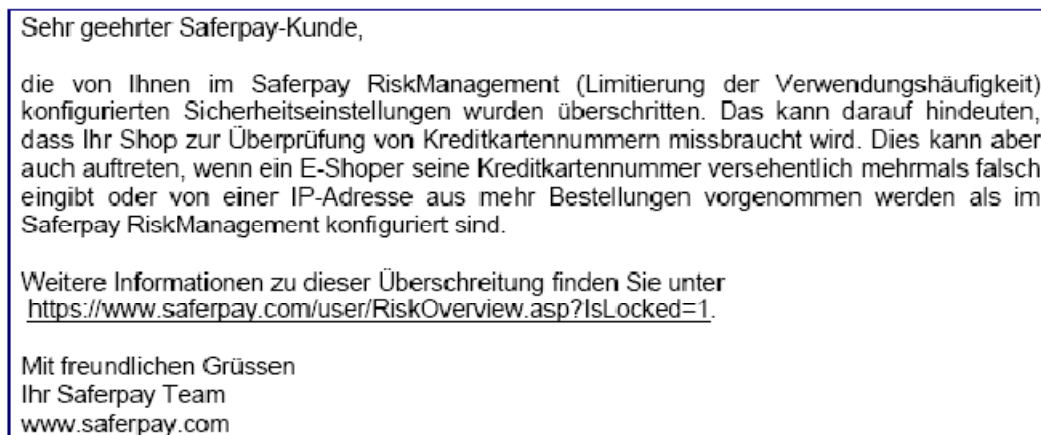 Sehr geehrter Saferpay-Kunde,
die von Ihnen im Saferpay RiskManagement (Limitierung der Verwendungshäufigkeit)
konfigurierten Sicherheitseinstellungen wurden überschritten. Das kann darauf hindeuten,
dass Ihr Shop zur Überprüfung von Kreditkartennummern missbraucht wird. Dies kann aber
auch auftreten, wenn ein E-Shoper seine Kreditkartennummer versehentlich mehrmals falsch
eingibt oder von einer IP-Adresse aus mehr Bestellungen vorgenommen werden als im
Saferpay RiskManagement konfiguriert sind.
Weitere Informationen zu dieser Überschreitung finden Sie unter
https://www.saferpay.com/user/RiskOverview.asp?IsLocked=1.
Mit freundlichen Grüssen
Ihr Saferpay Team
www.saferpay.com